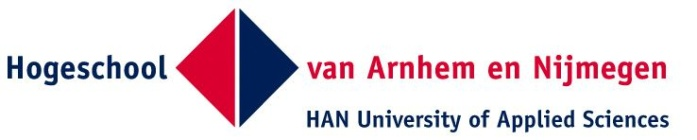 Hogeschool van Arnhem en Nijmegen
HAN University of Applied Sciences